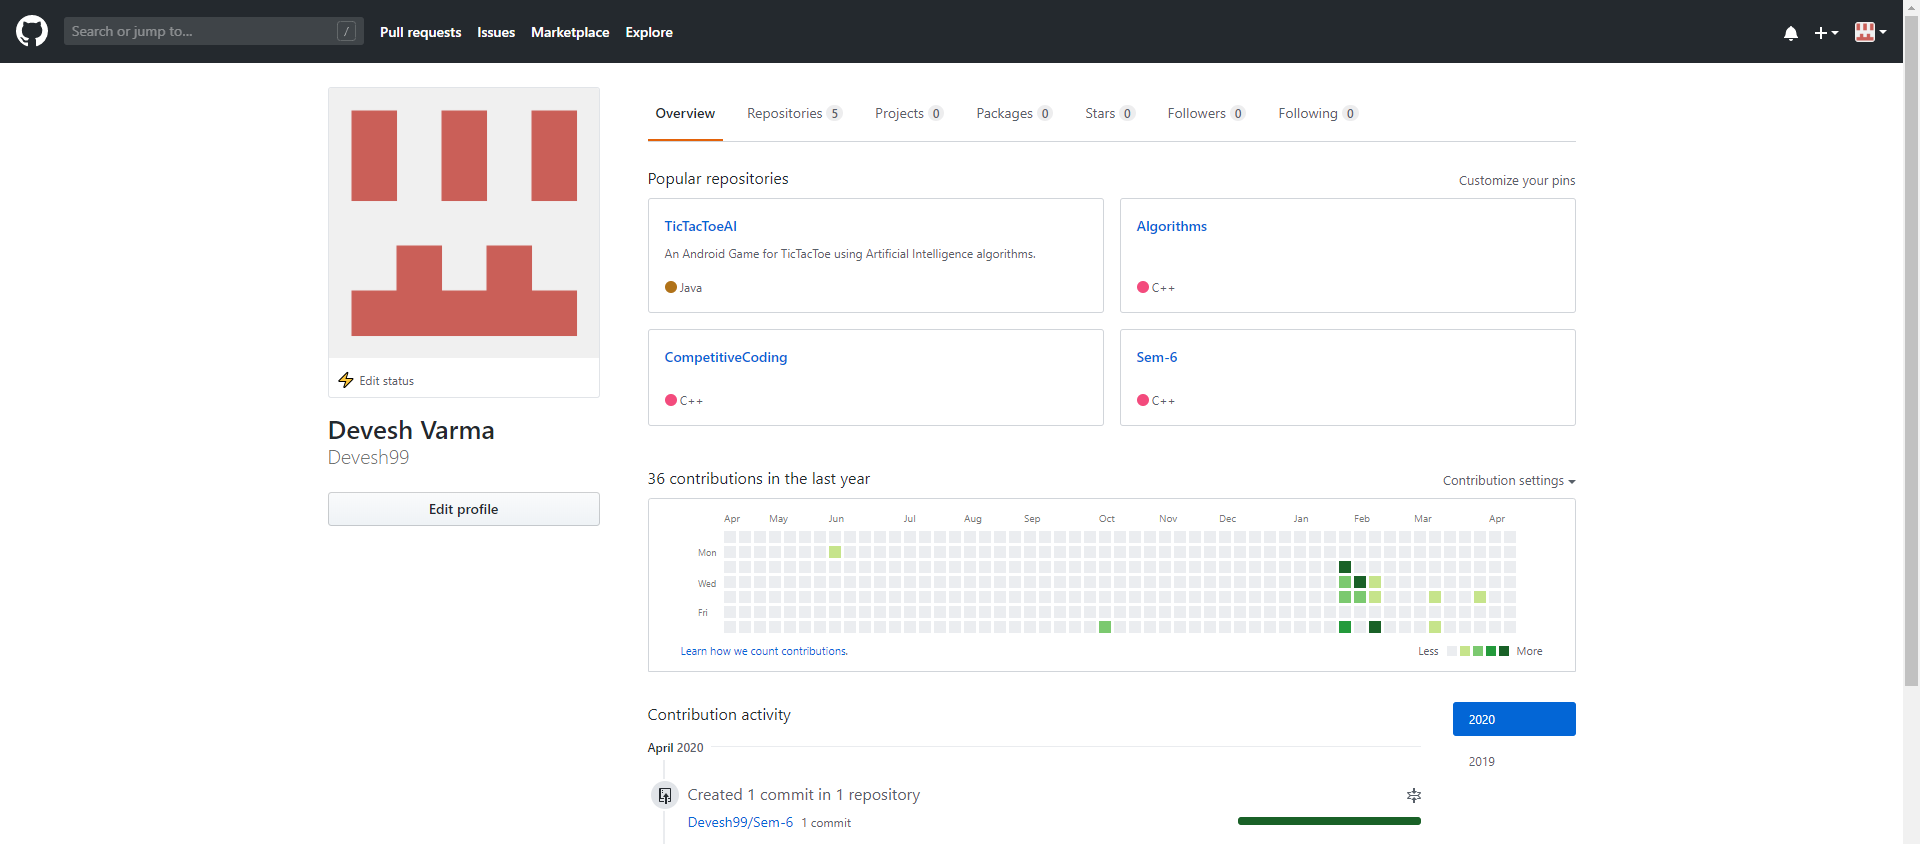 Search or jump to... /
Pull requests Issues Marketplace Explore
Overview Repositories 5 Projects 0 Packages 0 Stars 0 Followers 0 Following 0
Edit status
Devesh Varma
Devesh99
Edit profile
Popular repositories Customize your pins
TicTacToeAI
An Android Game for TicTacToe using Artificial Intelligence algorithms.
Java
Algorithms
C++
CompetitiveCoding
C++
Sem-6
C++
36 contributions in the last year Contribution settings
Apr May Jun Jul Aug Sep Oct Nov Dec Jan Feb Mar Apr
Mon
Wed
Fri
Learn how we count contributions. Less More
Contribution activity
2020
2019
April 2020
Created 1 commit in 1 repository
Devesh99/Sem-6 1 commit